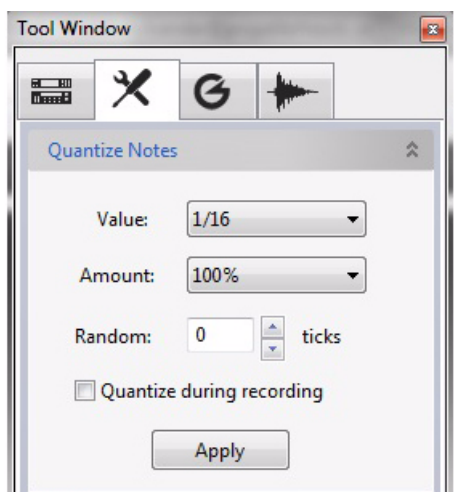 Tool Window
Quantize Notes
Value: 1/16
Amount: 100%
Random: 0 ticks
Quantize during recording
Apply